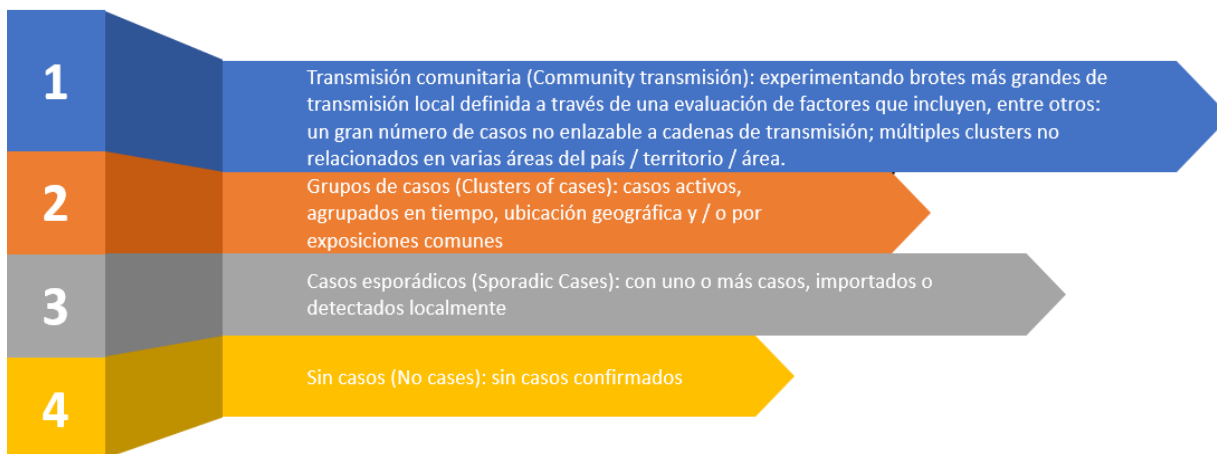 1
Transmisión comunitaria (Community transmisión): experimentando brotes más grandes de
transmisión local definida a través de una evaluación de factores que incluyen, entre otros:
un gran número de casos no enlazable a cadenas de transmisión; múltiples clusters no
relacionados en varias áreas del país / territorio / área.
2
Grupos de casos (Clusters of cases): casos activos,
agrupados en tiempo, ubicación geográfica y / o por
exposiciones comunes
3
Casos esporádicos (Sporadic Cases): con uno o más casos, importados o
detectados localmente
4
Sin casos (No cases): sin casos confirmados